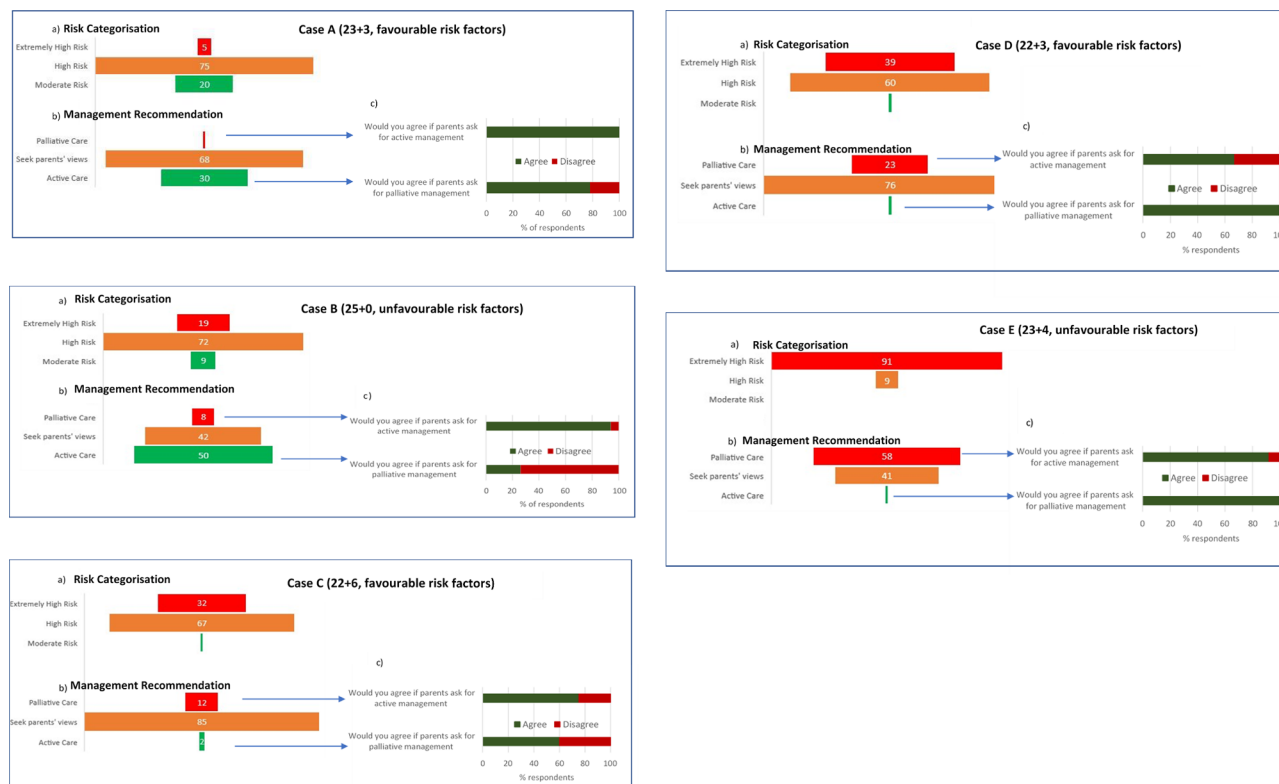 a) Risk Categorisation
Case A (23+3, favourable risk factors)
Extremely High Risk 5
High Risk 75
Moderate Risk 20
c)
b) Management Recommendation
Palliative Care
Seek parents' views 68
Active Care 30
Would you agree if parents ask for active management
Agree Disagree
Would you agree if parents ask for palliative management
0 20 40 60 80 100
% of respondents
a) Risk Categorisation
Case B (25+0, unfavourable risk factors)
Extremely High Risk 19
High Risk 72
Moderate Risk 9
b) Management Recommendation
c)
Palliative Care 8
Seek parents' views 42
Active Care 50
Would you agree if parents ask for active management
Agree Disagree
Would you agree if parents ask for palliative management
0 20 40 60 80 100
% of respondents
a) Risk Categorisation
Case C (22+6, favourable risk factors)
Extremely High Risk 32
High Risk 67
Moderate Risk
c)
b) Management Recommendation
Palliative Care 12
Seek parents' views 85
Active Care 2
Would you agree if parents ask for active management
Agree Disagree
Would you agree if parents ask for palliative management
0 20 40 60 80 100
% respondents
a) Risk Categorisation
Case D (22+3, favourable risk factors)
Extremely High Risk 39
High Risk 60
Moderate Risk
c)
b) Management Recommendation
Palliative Care 23
Seek parents' views 76
Active Care
Would you agree if parents ask for active management
Agree Disagree
Would you agree if parents ask for palliative management
0 20 40 60 80
% respondents
Case E (23+4, unfavourable risk factors)
a) Risk Categorisation
Extremely High Risk 91
High Risk 9
Moderate Risk
c)
b) Management Recommendation
Palliative Care 58
Seek parents' views 41
Active Care
Would you agree if parents ask for active management
Agree Disagree
Would you agree if parents ask for palliative management
0 20 40 60 80
% respondents